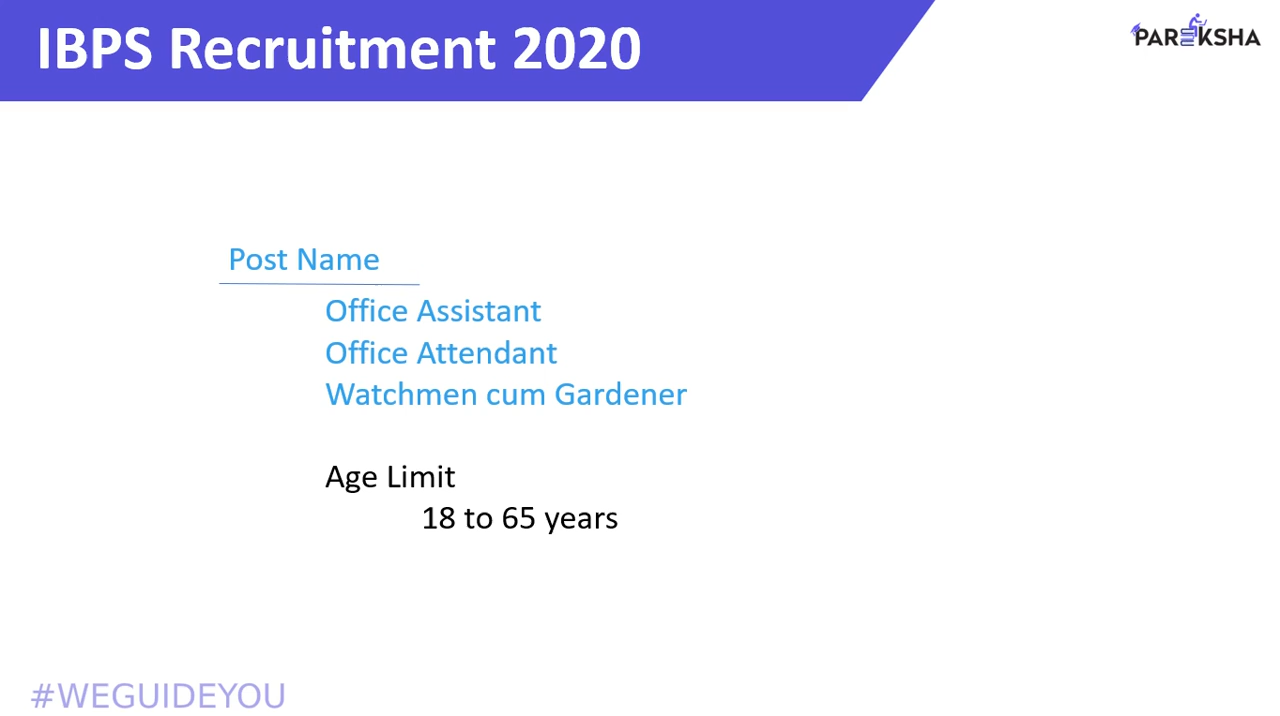 IBPS Recruitment 2020
PAREKSHA
Post Name
Office Assistant
Office Attendant
Watchmen cum Gardener
Age Limit
18 to 65 years
#WEGUIDEYOU